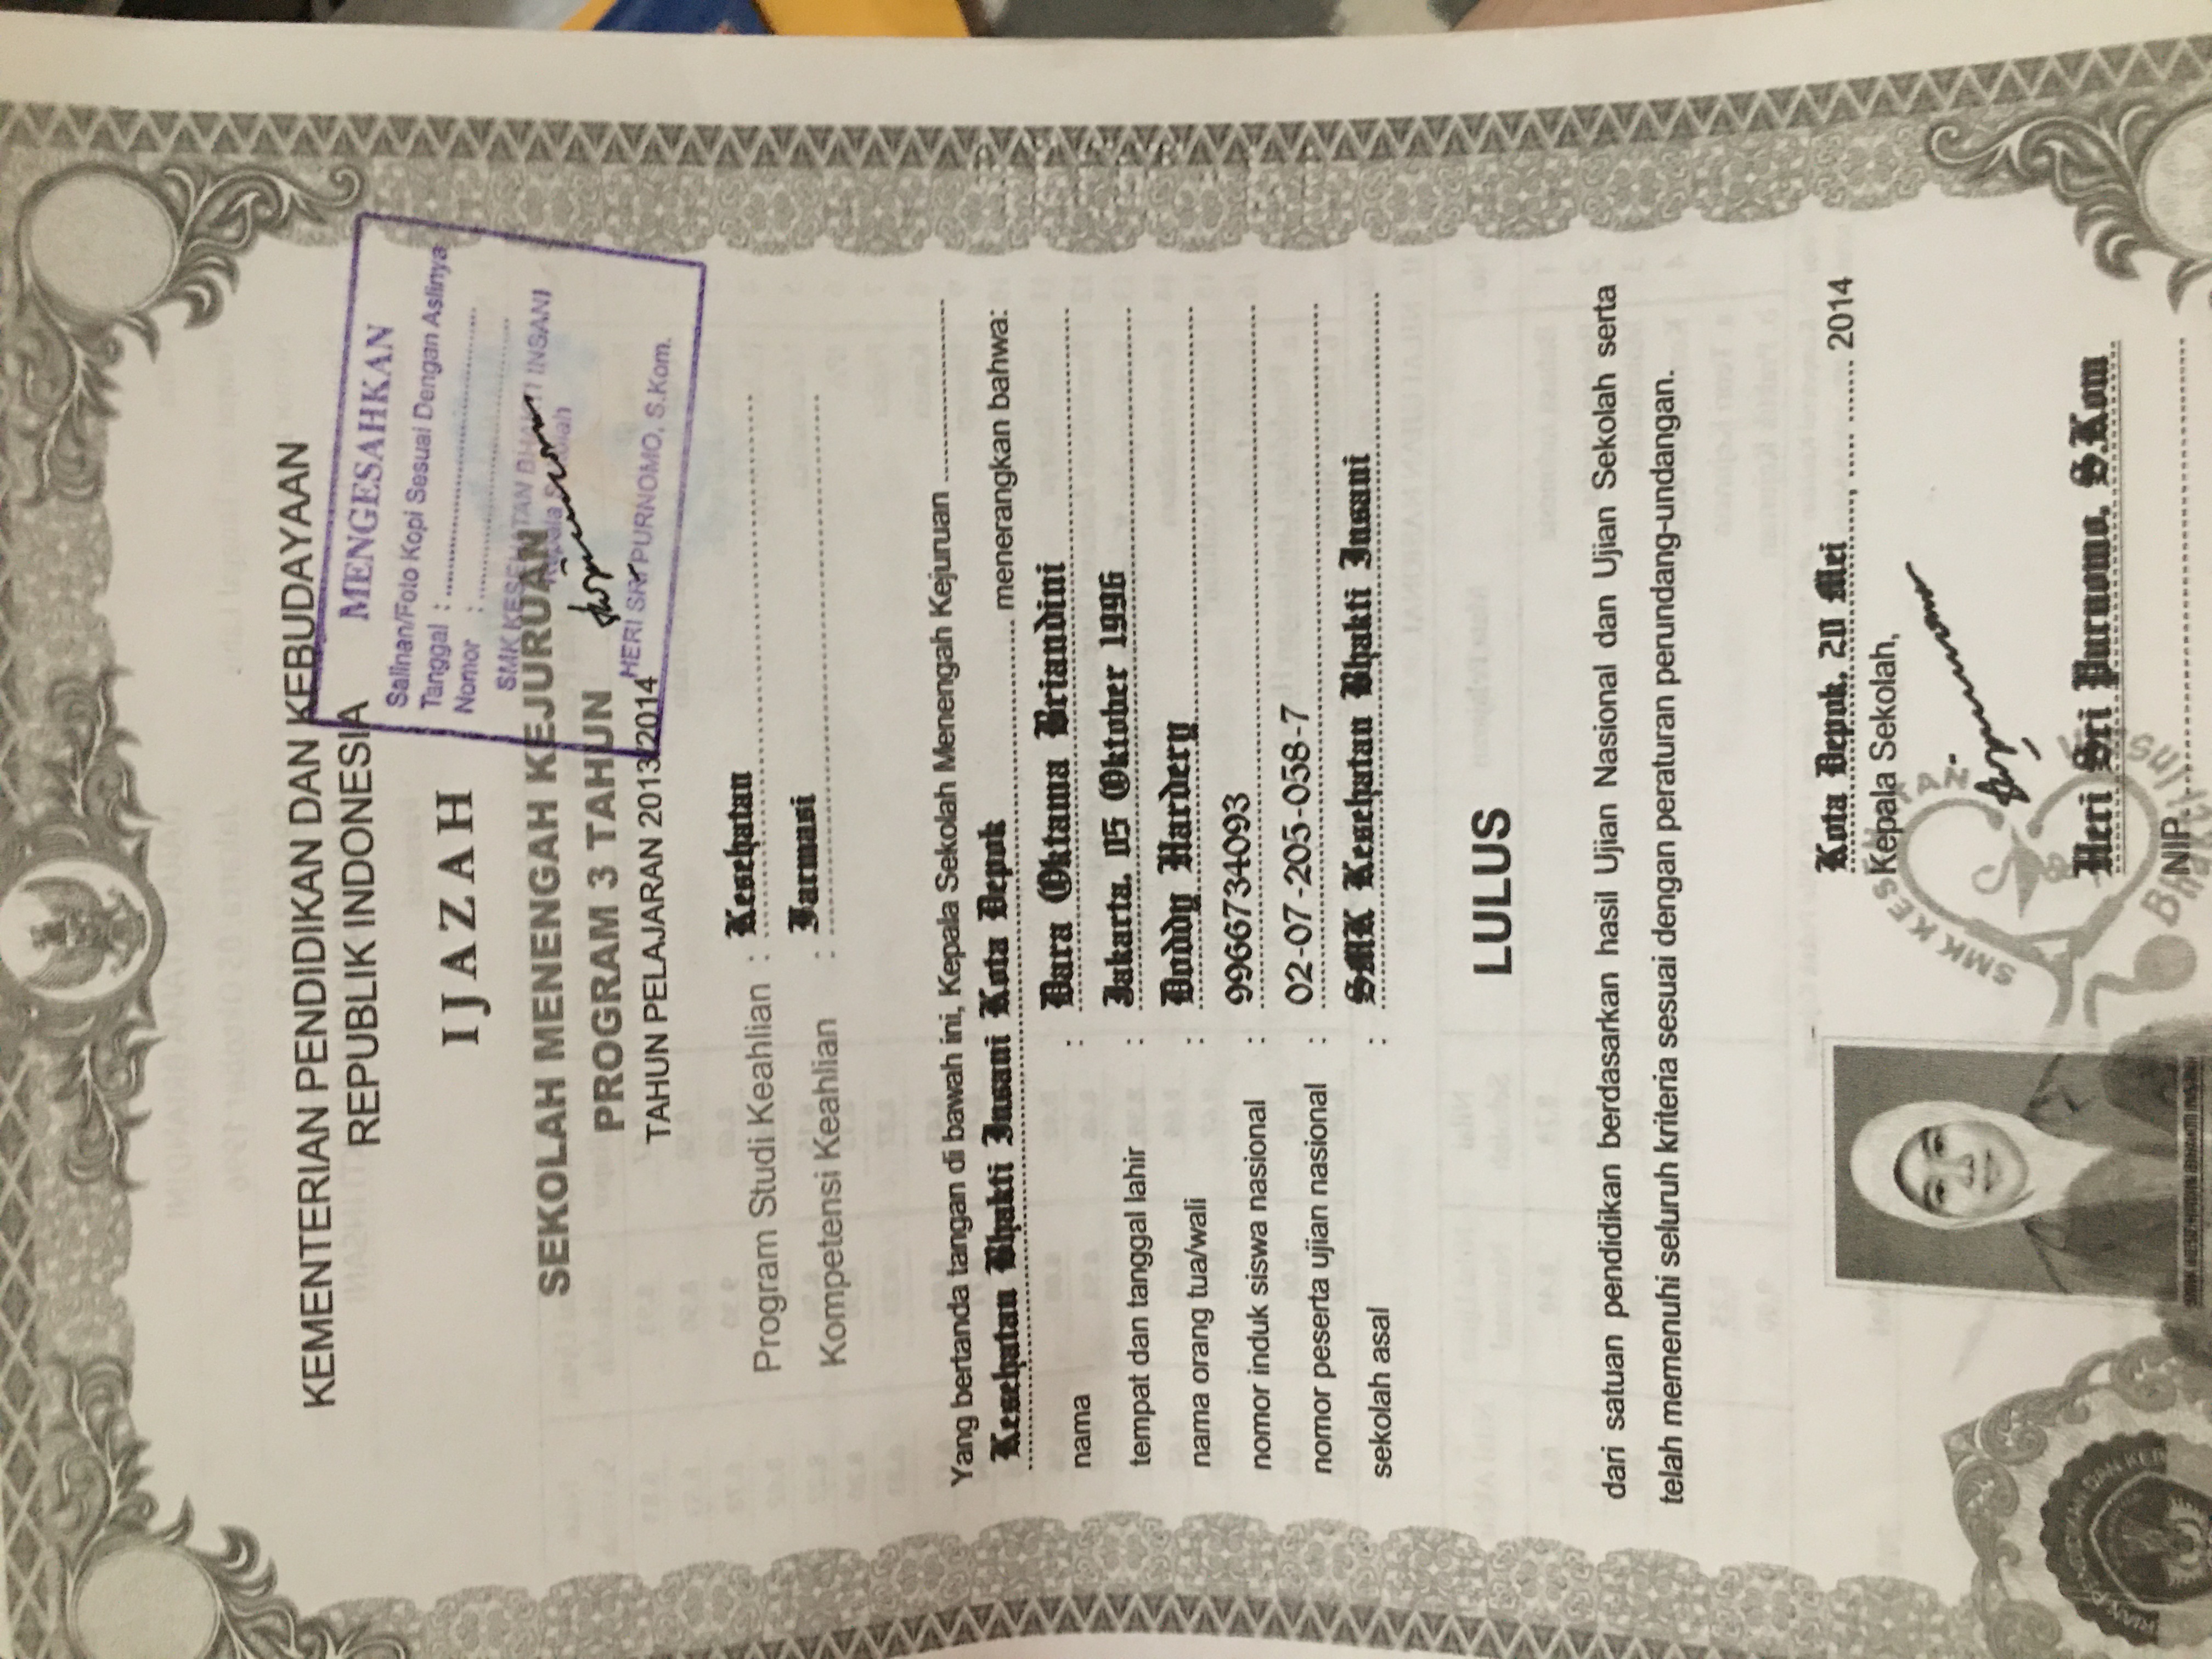 KEMENTERIAN PENDIDIKAN DAN KEBUDAYAAN
REPUBLIK INDONESIA
IJAZAH
SEKOLAH MENENGAH KEJURUAN
PROGRAM 3 TAHUN
TAHUN PELAJARAN 2013/2014
MENGESAHKAN
Salinan/Foto Kopi Sesuai Dengan Aslinya
Tanggal : ..........
Nomor : ..........
SMK KESEHATAN BHAKTI INSANI
Kepala Sekolah
HERI SRI PURNOMO, S.Kom.
Program Studi Keahlian : Kesehatan
Kompetensi Keahlian : Farmasi
Yang bertanda tangan di bawah ini, Kepala Sekolah Menengah Kejuruan ..........
Kesehatan Bhakti Insani Kota Depok .......... menerangkan bahwa:
nama : Dara Oktama Briandini
tempat dan tanggal lahir : Jakarta, 05 Oktober 1996
nama orang tua/wali : Doddy Hardery
nomor induk siswa nasional : 9966734093
nomor peserta ujian nasional : 02-07-205-058-7
sekolah asal : SMK Kesehatan Bhakti Insani
LULUS
dari satuan pendidikan berdasarkan hasil Ujian Nasional dan Ujian Sekolah serta
telah memenuhi seluruh kriteria sesuai dengan peraturan perundang-undangan.
Kota Depok, 20 Mei ....., ..... ....... 2014
Kepala Sekolah,
SMK KESEHATAN
Bhakti Insani
Heri Sri Purnomo, S.Kom
NIP. ..........